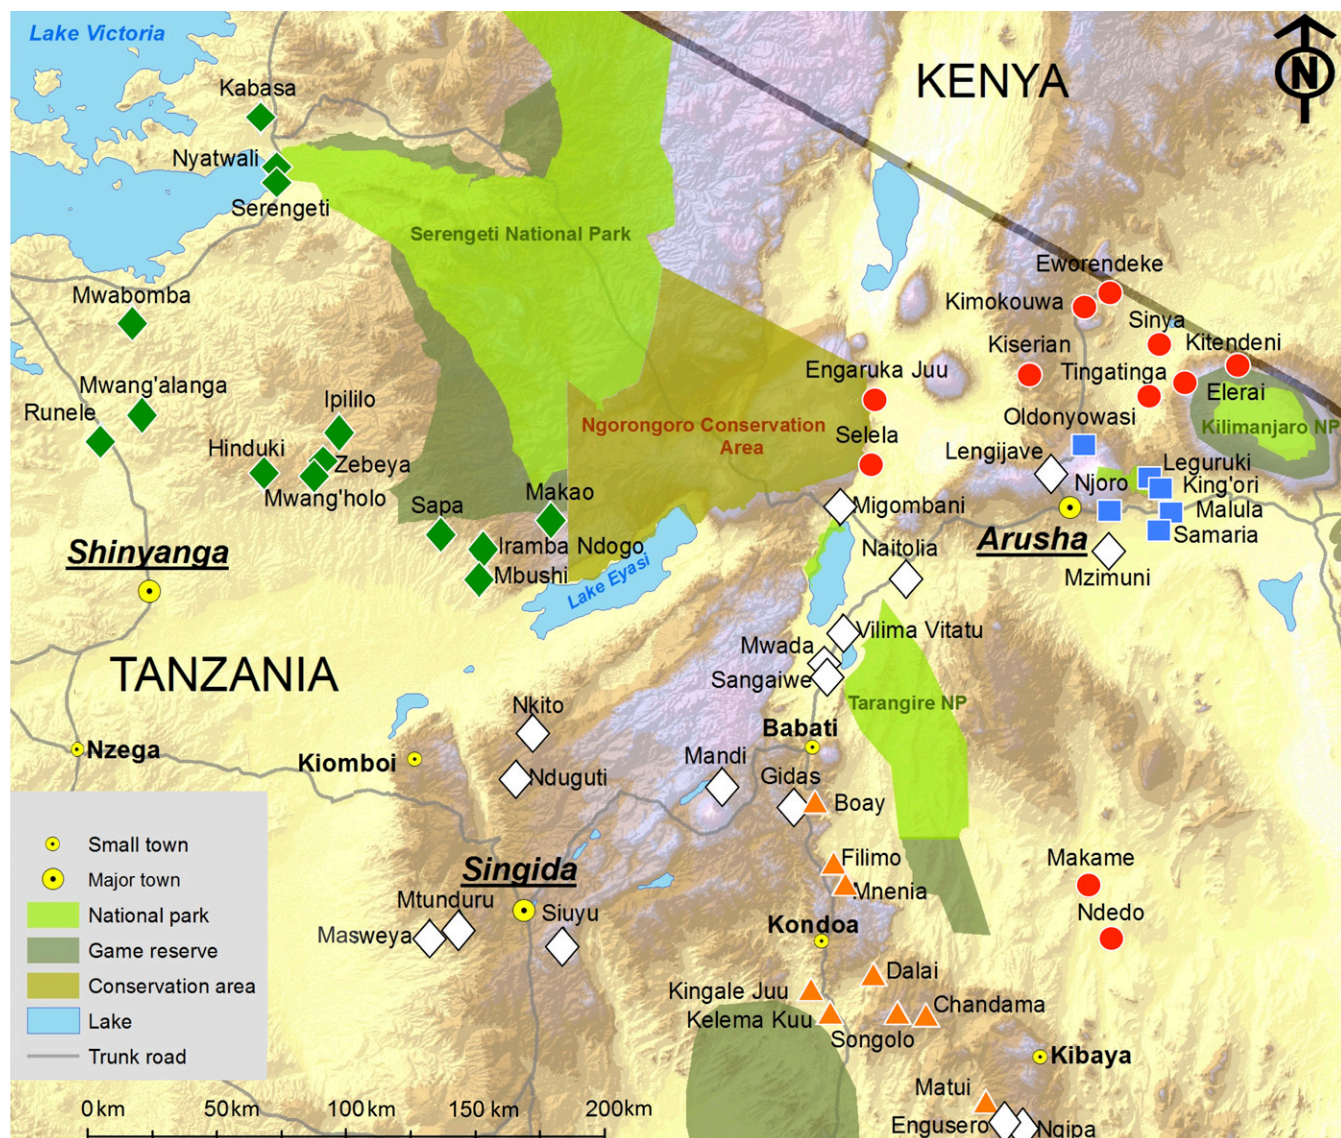 Lake Victoria
KENYA
N
Kabasa
Nyatwali
Serengeti
Serengeti National Park
Eworendeke
Kimokouwa
Sinya
Mwabomba
Kiserian
Kitendeni
Engaruka Juu
Tingatinga
Mwang'alanga
Elerai
Ipililo
Runele
Oldonyowasi
Ngorongoro Conservation
Area
Kilimanjaro NP
Selela
Hinduki
Lengijave
Zebeya
Leguruki
Mwang'holo
Njoro
King'ori
Makao
Sapa
Migombani
Malula
Samaria
Shinyanga
Iramba Ndogo
Naitolia
Arusha
Mbushi
Lake Eyasi
Mzimuni
Vilima Vitatu
Mwada
TANZANIA
Sangaiwe
Tarangire NP
Nkito
Babati
Nzega
Kiomboi
Mandi
Nduguti
Gidas
Boay
Small town
Filimo
Makame
Singida
Major town
Mnenia
Mtunduru
National park
Siuyu
Ndedo
Masweya
Kondoa
Game reserve
Dalai
Conservation area
Kingale Juu
Chandama
Lake
Kelema Kuu
Songolo
Trunk road
Kibaya
Matui
0 km 50 km 100 km 150 km 200 km
Engusero
Ngipa